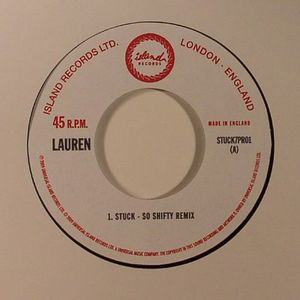 ISLAND RECORDS LTD.
LONDON - ENGLAND
island
RECORDS
45 R.P.M.
MADE IN ENGLAND
LAUREN
STUCK7PRO1
(A)
1. STUCK - SO SHIFTY REMIX